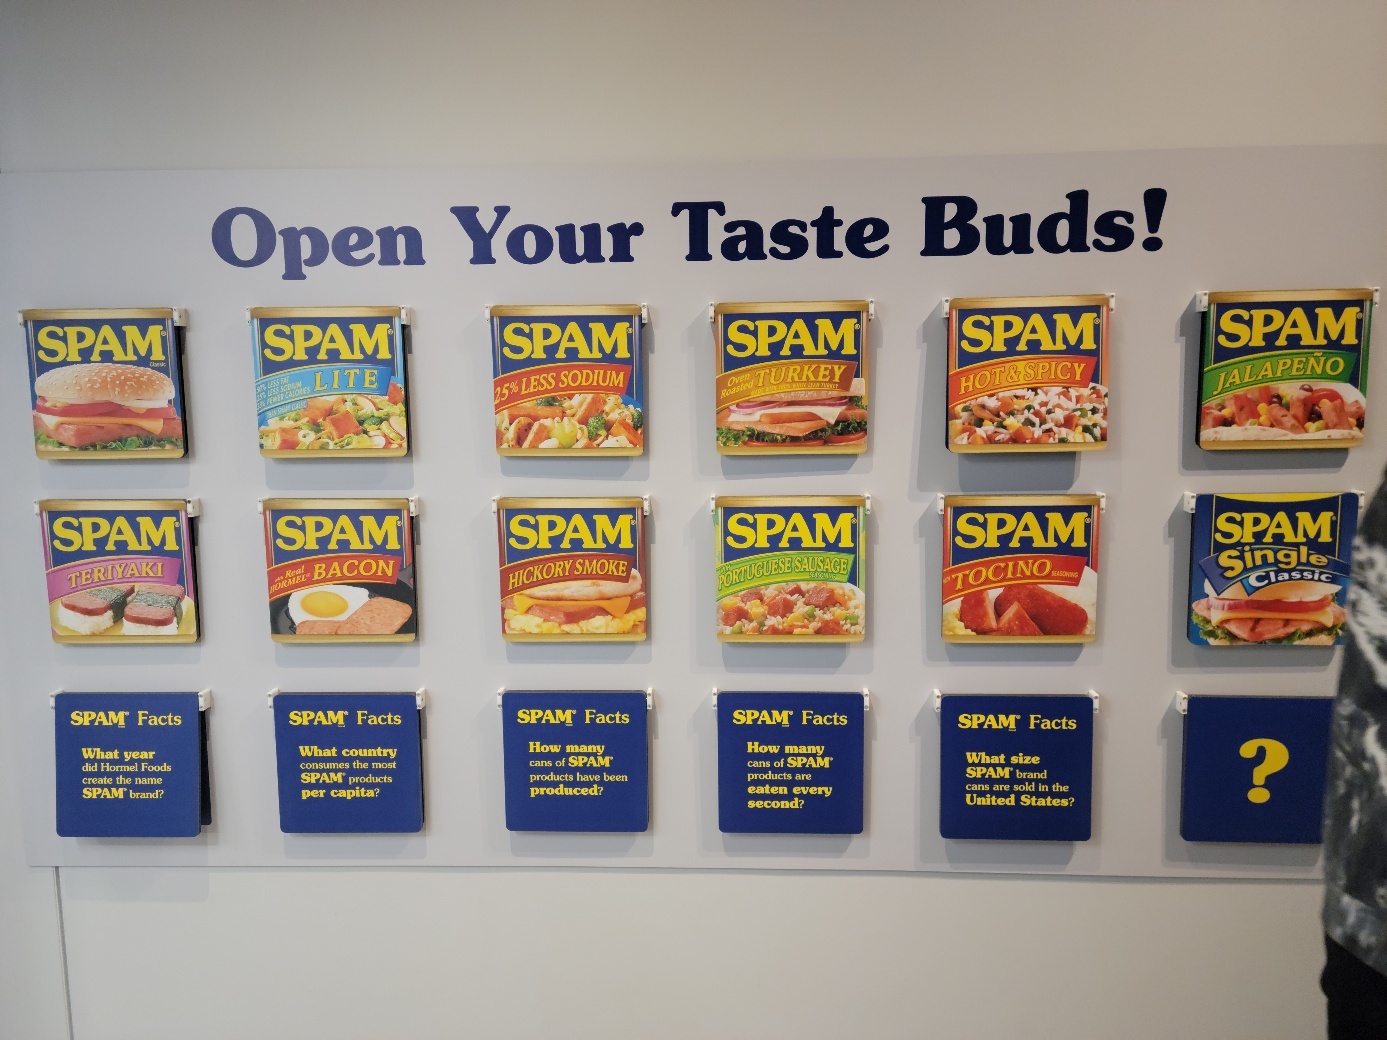 Open Your Taste Buds!
SPAM®
Classic
SPAM®
LITE
SPAM®
25% LESS SODIUM
SPAM®
Oven
Roasted TURKEY
SPAM®
HOT & SPICY
SPAM®
JALAPEÑO
SPAM®
TERIYAKI
SPAM®
with Real
HORMEL® BACON
SPAM®
HICKORY SMOKE
SPAM®
PORTUGUESE SAUSAGE
SEASONING
SPAM®
TOCINO SEASONING
SPAM®
Single
Classic
SPAM® Facts
What year
did Hormel Foods
create the name
SPAM® brand?
SPAM® Facts
What country
consumes the most
SPAM® products
per capita?
SPAM® Facts
How many
cans of SPAM®
products have been
produced?
SPAM® Facts
How many
cans of SPAM®
products are
eaten every
second?
SPAM® Facts
What size
SPAM® brand
cans are sold in the
United States?
?